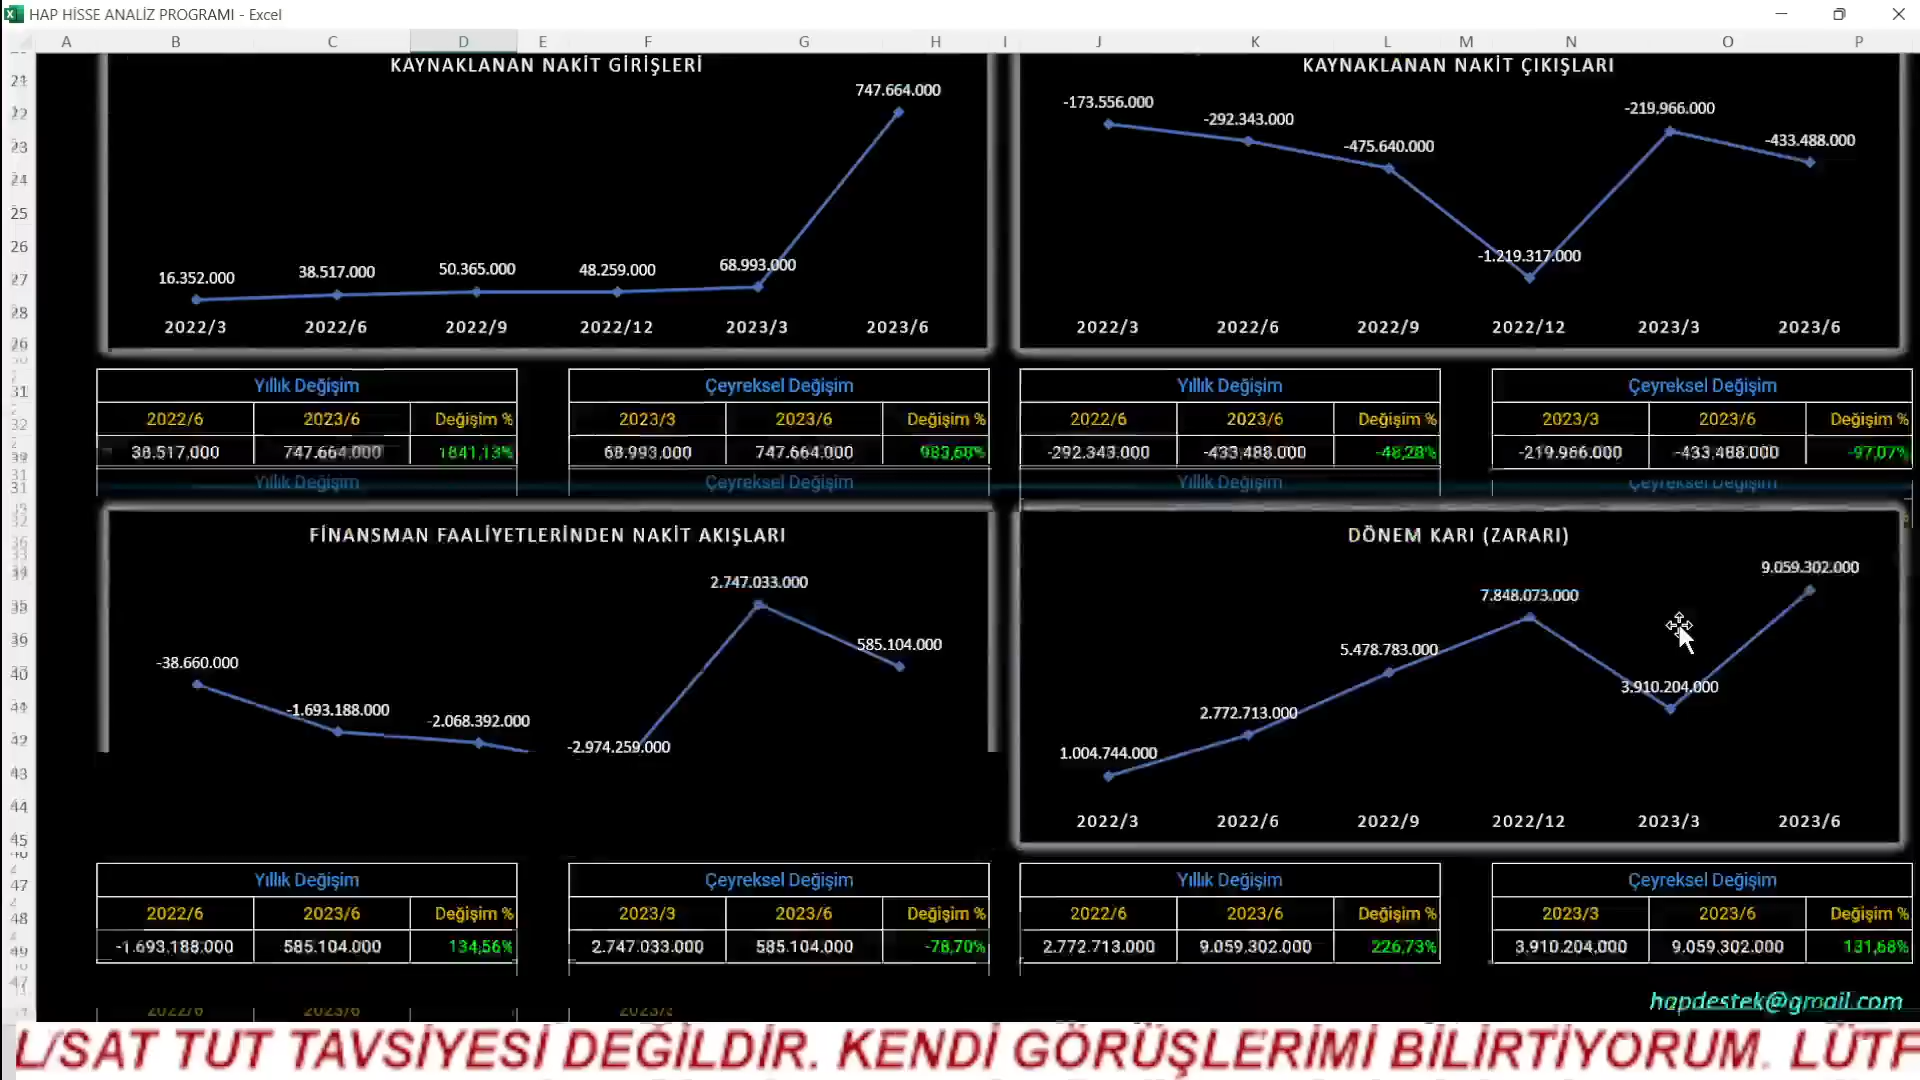 HAP HİSSE ANALİZ PROGRAMI - Excel
A B C D E F G H I J K L M N O P
KAYNAKLANAN NAKİT GİRİŞLERİ
747.664.000
16.352.000 38.517.000 50.365.000 48.259.000 68.993.000
2022/3 2022/6 2022/9 2022/12 2023/3 2023/6
KAYNAKLANAN NAKİT ÇIKIŞLARI
-173.556.000 -292.343.000 -475.640.000 -1.219.317.000 -219.966.000 -433.488.000
2022/3 2022/6 2022/9 2022/12 2023/3 2023/6
Yıllık Değişim
2022/6 2023/6 Değişim %
38.517.000 747.664.000 1841,13%
Çeyreksel Değişim
2023/3 2023/6 Değişim %
68.993.000 747.664.000 983,68%
Yıllık Değişim
2022/6 2023/6 Değişim %
-292.343.000 -433.488.000 -48,28%
Çeyreksel Değişim
2023/3 2023/6 Değişim %
-219.966.000 -433.488.000 -97,07%
Yıllık Değişim Çeyreksel Değişim Yıllık Değişim Çeyreksel Değişim
FİNANSMAN FAALİYETLERİNDEN NAKİT AKIŞLARI
-38.660.000 -1.693.188.000 -2.068.392.000 -2.974.259.000 2.747.033.000 585.104.000
DÖNEM KARI (ZARARI)
1.004.744.000 2.772.713.000 5.478.783.000 7.848.073.000 3.910.204.000 9.059.302.000
2022/3 2022/6 2022/9 2022/12 2023/3 2023/6
Yıllık Değişim
2022/6 2023/6 Değişim %
-1.693.188.000 585.104.000 134,56%
Çeyreksel Değişim
2023/3 2023/6 Değişim %
2.747.033.000 585.104.000 -78,70%
Yıllık Değişim
2022/6 2023/6 Değişim %
2.772.713.000 9.059.302.000 226,73%
Çeyreksel Değişim
2023/3 2023/6 Değişim %
3.910.204.000 9.059.302.000 131,68%
hapdestek@gmail.com
L/SAT TUT TAVSİYESİ DEĞİLDİR. KENDİ GÖRÜŞLERİMİ BİLİRTİYORUM. LÜTF